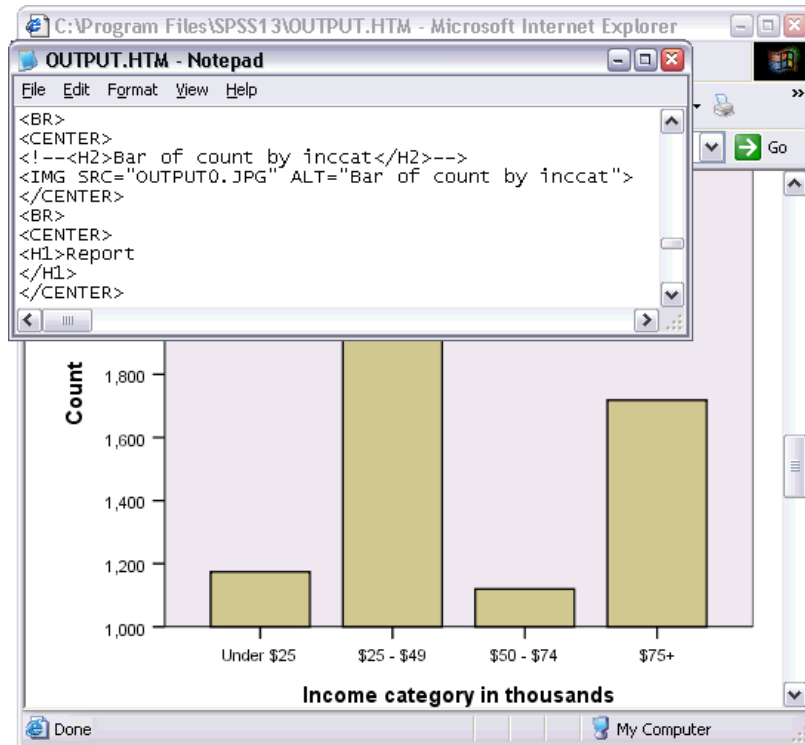 C:\Program Files\SPSS13\OUTPUT.HTM - Microsoft Internet Explorer
OUTPUT.HTM - Notepad
File Edit Format View Help
<BR>
<CENTER>
<!--<H2>Bar of count by inccat</H2>-->
<IMG SRC="OUTPUT0.JPG" ALT="Bar of count by inccat">
</CENTER>
<BR>
<CENTER>
<H1>Report
</H1>
</CENTER>
»
Go
Count
1,800
1,600
1,400
1,200
1,000
Under $25 $25 - $49 $50 - $74 $75+
Income category in thousands
Done My Computer